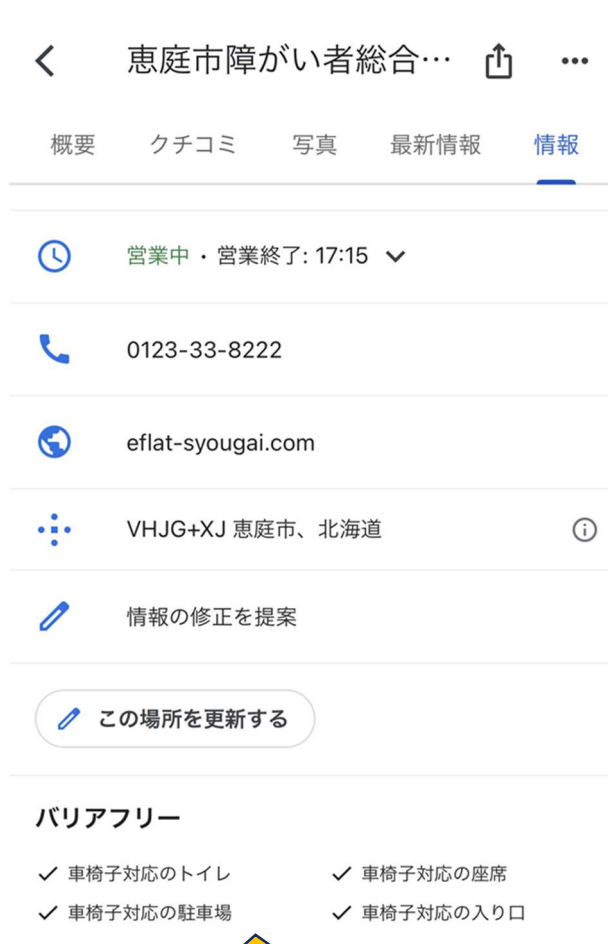 恵庭市障がい者総合…
概要 クチコミ 写真 最新情報 情報
営業中・営業終了: 17:15
0123-33-8222
eflat-syougai.com
VHJG+XJ 恵庭市、北海道
情報の修正を提案
この場所を更新する
バリアフリー
車椅子対応のトイレ 車椅子対応の座席
車椅子対応の駐車場 車椅子対応の入り口